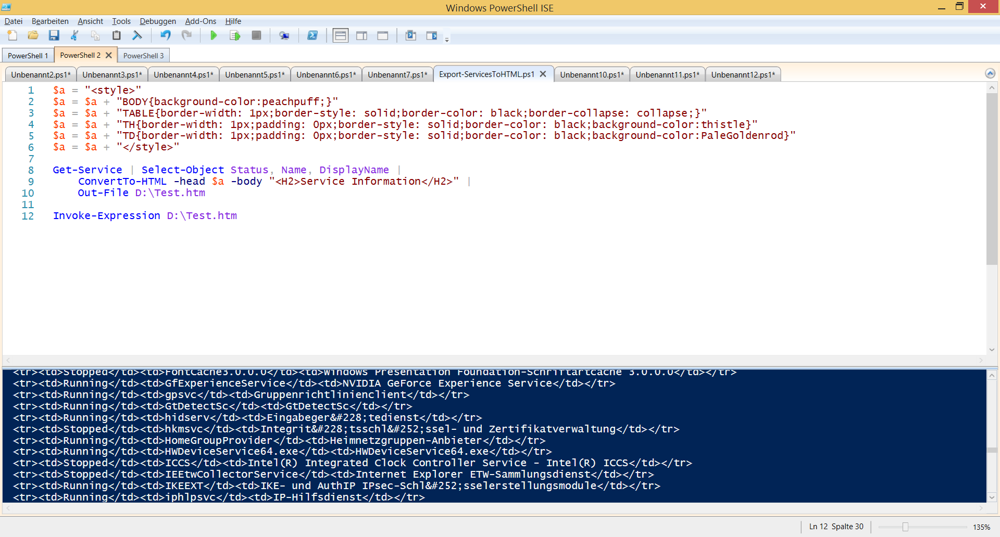 Windows PowerShell ISE
Datei Bearbeiten Ansicht Tools Debuggen Add-Ons Hilfe
PowerShell 1 PowerShell 2 PowerShell 3
Unbenannt2.ps1* Unbenannt3.ps1* Unbenannt4.ps1* Unbenannt5.ps1* Unbenannt6.ps1* Unbenannt7.ps1* Export-ServicesToHTML.ps1 Unbenannt10.ps1* Unbenannt11.ps1* Unbenannt12.ps1*
1 $a = "<style>"
2 $a = $a + "BODY{background-color:peachpuff;}"
3 $a = $a + "TABLE{border-width: 1px;border-style: solid;border-color: black;border-collapse: collapse;}"
4 $a = $a + "TH{border-width: 1px;padding: 0px;border-style: solid;border-color: black;background-color:thistle}"
5 $a = $a + "TD{border-width: 1px;padding: 0px;border-style: solid;border-color: black;background-color:PaleGoldenrod}"
6 $a = $a + "</style>"
7
8 Get-Service | Select-Object Status, Name, DisplayName |
9     ConvertTo-HTML -head $a -body "<H2>Service Information</H2>" |
10     Out-File D:\Test.htm
11
12 Invoke-Expression D:\Test.htm
<tr><td>Stopped</td><td>FontCache3.0.0.0</td><td>Windows Presentation Foundation-Schriftartcache 3.0.0.0</td></tr>
<tr><td>Running</td><td>GfExperienceService</td><td>NVIDIA GeForce Experience Service</td></tr>
<tr><td>Running</td><td>gpsvc</td><td>Gruppenrichtlinienclient</td></tr>
<tr><td>Running</td><td>GtDetectSc</td><td>GtDetectSc</td></tr>
<tr><td>Running</td><td>hidserv</td><td>Eingabeger&#228;tedienst</td></tr>
<tr><td>Stopped</td><td>hkmsvc</td><td>Integrit&#228;tsschl&#252;ssel- und Zertifikatverwaltung</td></tr>
<tr><td>Running</td><td>HomeGroupProvider</td><td>Heimnetzgruppen-Anbieter</td></tr>
<tr><td>Running</td><td>HWDeviceService64.exe</td><td>HWDeviceService64.exe</td></tr>
<tr><td>Stopped</td><td>ICCS</td><td>Intel(R) Integrated Clock Controller Service - Intel(R) ICCS</td></tr>
<tr><td>Stopped</td><td>IEEtwCollectorService</td><td>Internet Explorer ETW-Sammlungsdienst</td></tr>
<tr><td>Running</td><td>IKEEXT</td><td>IKE- und AuthIP IPsec-Schl&#252;sselerstellungsmodule</td></tr>
<tr><td>Running</td><td>iphlpsvc</td><td>IP-Hilfsdienst</td></tr>
Ln 12 Spalte 30 135%